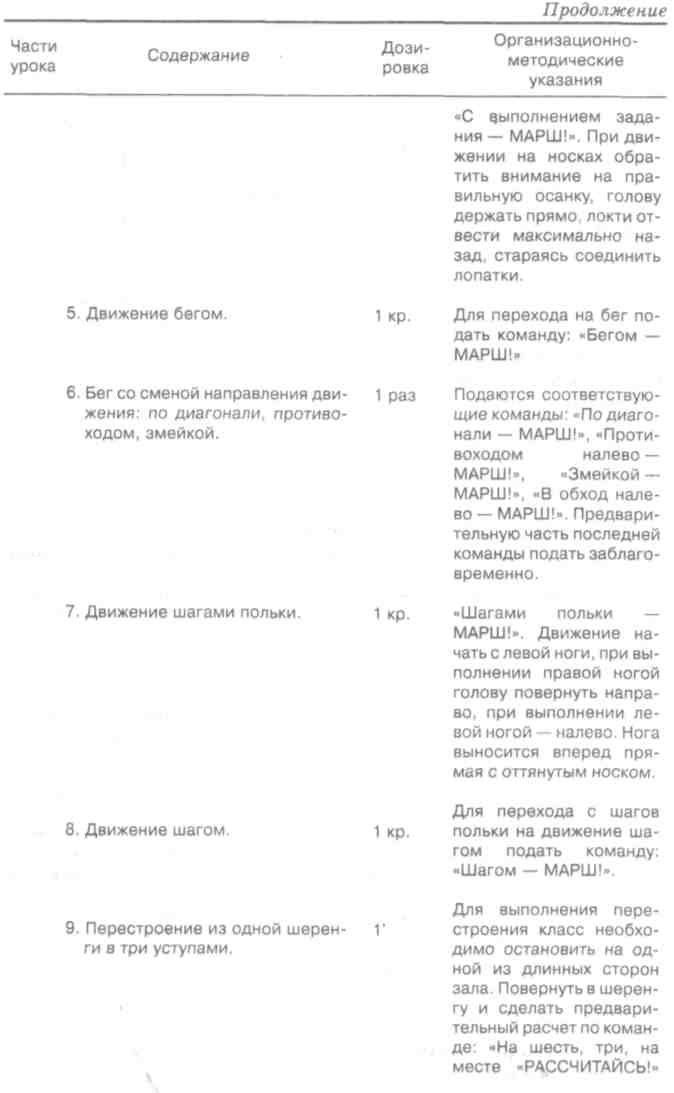 Продолжение
Части
урока
Содержание
Дози-
ровка
Организационно-
методические
указания
«С выполнением зада-
ния — МАРШ!». При дви-
жении на носках обра-
тить внимание на пра-
вильную осанку, голову
держать прямо, локти от-
вести максимально на-
зад, стараясь соединить
лопатки.
5. Движение бегом.
1 кр.
Для перехода на бег по-
дать команду: «Бегом —
МАРШ!»
6. Бег со сменой направления дви-
жения: по диагонали, противо-
ходом, змейкой.
1 раз
Подаются соответствую-
щие команды: «По диаго-
нали — МАРШ!», «Проти-
воходом налево —
МАРШ!», «Змейкой —
МАРШ!», «В обход нале-
во — МАРШ!». Предвари-
тельную часть последней
команды подать заблаго-
временно.
7. Движение шагами польки.
1 кр.
«Шагами польки —
МАРШ!». Движение на-
чать с левой ноги, при вы-
полнении правой ногой
голову повернуть напра-
во, при выполнении ле-
вой ногой — налево. Нога
выносится вперед пря-
мая с оттянутым носком.
8. Движение шагом.
1 кр.
Для перехода с шагов
польки на движение ша-
гом подать команду:
«Шагом — МАРШ!».
9. Перестроение из одной шерен-
ги в три уступами.
1'
Для выполнения пере-
строения класс необхо-
димо остановить на од-
ной из длинных сторон
зала. Повернуть в шерен-
гу и сделать предвари-
тельный расчет по коман-
де: «На шесть, три, на
месте «РАССЧИТАЙСЬ!»